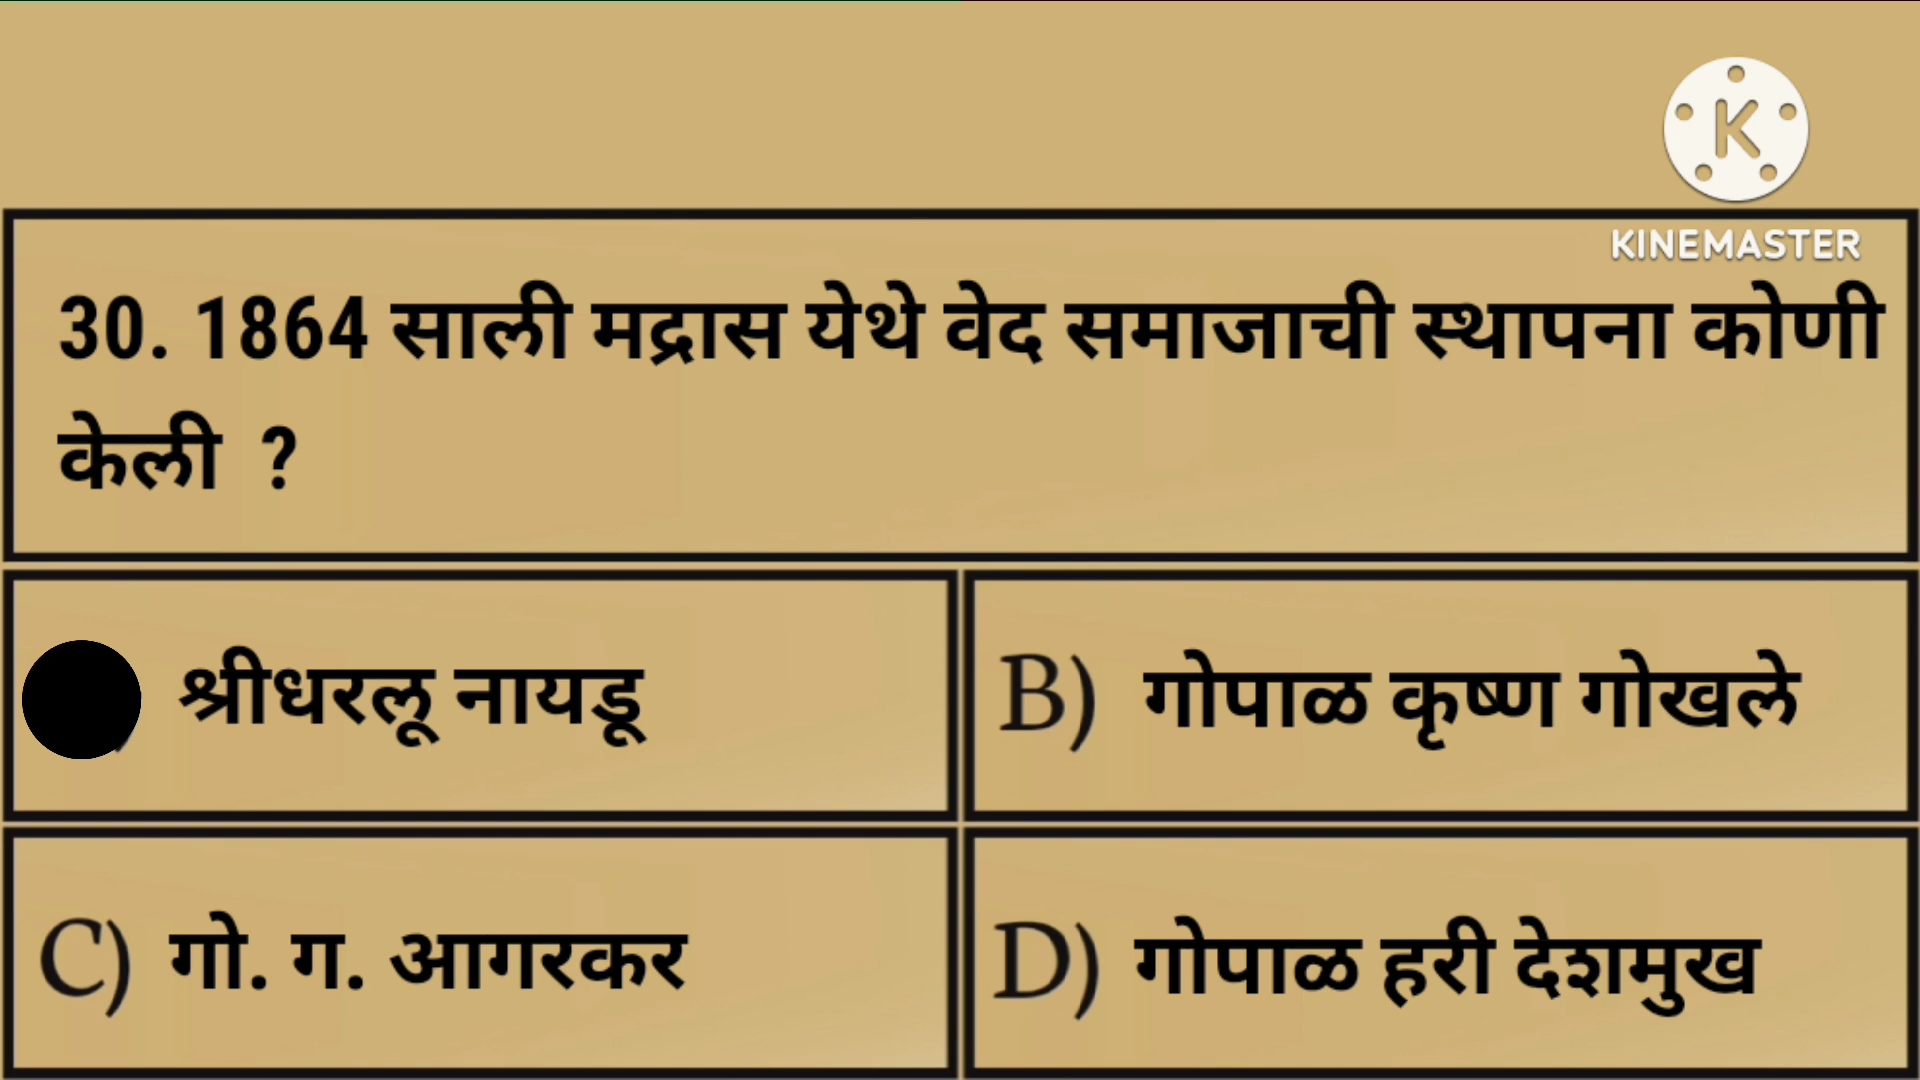 K
KINEMASTER
30. 1864 साली मद्रास येथे वेद समाजाची स्थापना कोणी
केली ?
श्रीधरलू नायडू
B) गोपाळ कृष्ण गोखले
C) गो. ग. आगरकर
D) गोपाळ हरी देशमुख